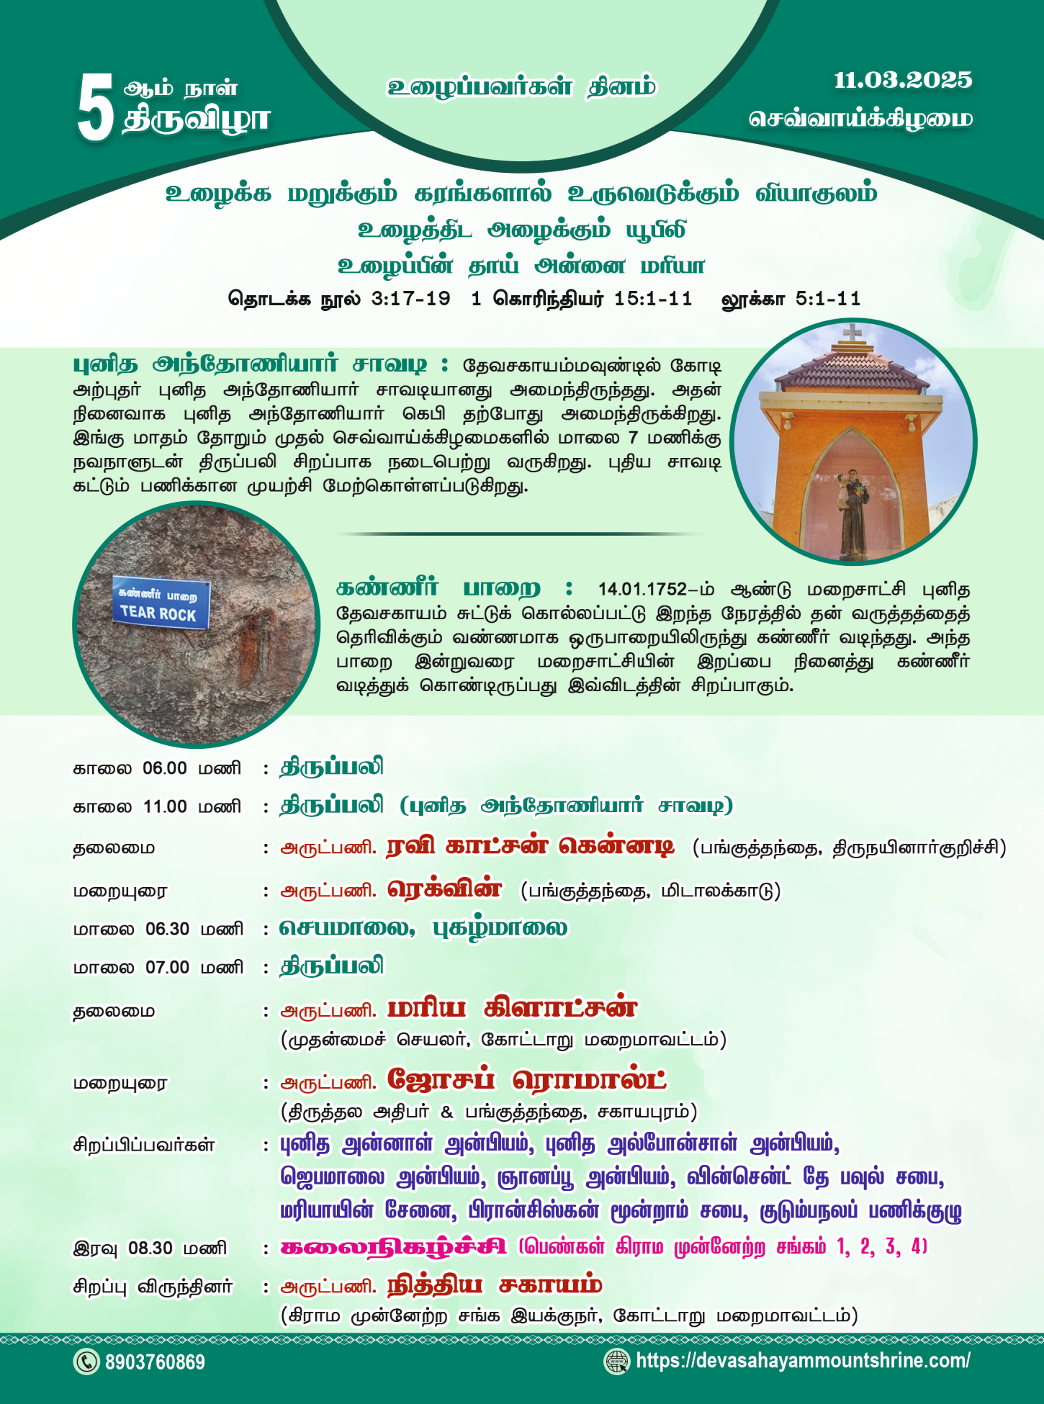 5 ஆம் நாள்
திருவிழா
உழைப்பவர்கள் தினம்
11.03.2025
செவ்வாய்க்கிழமை
உழைக்க மறுக்கும் கரங்களால் உருவெடுக்கும் வியாகுலம்
உழைத்திட அழைக்கும் யூபிலி
உழைப்பின் தாய் அன்னை மரியா
தொடக்க நூல் 3:17-19 1 கொரிந்தியர் 15:1-11 லூக்கா 5:1-11
புனித அந்தோணியார் சாவடி : தேவசகாயம்மவுண்டில் கோடி
அற்புதர் புனித அந்தோணியார் சாவடியானது அமைந்திருந்தது. அதன்
நினைவாக புனித அந்தோணியார் கெபி தற்போது அமைந்திருக்கிறது.
இங்கு மாதம் தோறும் முதல் செவ்வாய்க்கிழமைகளில் மாலை 7 மணிக்கு
நவநாளுடன் திருப்பலி சிறப்பாக நடைபெற்று வருகிறது. புதிய சாவடி
கட்டும் பணிக்கான முயற்சி மேற்கொள்ளப்படுகிறது.
கண்ணீர் பாறை
TEAR ROCK
கண்ணீர் பாறை : 14.01.1752-ம் ஆண்டு மறைசாட்சி புனித
தேவசகாயம் சுட்டுக் கொல்லப்பட்டு இறந்த நேரத்தில் தன் வருத்தத்தைத்
தெரிவிக்கும் வண்ணமாக ஒருபாறையிலிருந்து கண்ணீர் வடிந்தது. அந்த
பாறை இன்றுவரை மறைசாட்சியின் இறப்பை நினைத்து கண்ணீர்
வடித்துக் கொண்டிருப்பது இவ்விடத்தின் சிறப்பாகும்.
காலை 06.00 மணி : திருப்பலி
காலை 11.00 மணி : திருப்பலி (புனித அந்தோணியார் சாவடி)
தலைமை : அருட்பணி. ரவி காட்சன் கென்னடி (பங்குத்தந்தை, திருநயினார்குறிச்சி)
மறையுரை : அருட்பணி. ரெக்வின் (பங்குத்தந்தை, மிடாலக்காடு)
மாலை 06.30 மணி : செபமாலை, புகழ்மாலை
மாலை 07.00 மணி : திருப்பலி
தலைமை : அருட்பணி. மரிய கிளாட்சன்
(முதன்மைச் செயலர், கோட்டாறு மறைமாவட்டம்)
மறையுரை : அருட்பணி. ஜோசப் ரொமால்ட்
(திருத்தல அதிபர் & பங்குத்தந்தை, சகாயபுரம்)
சிறப்பிப்பவர்கள் : புனித அன்னாள் அன்பியம், புனித அல்போன்சாள் அன்பியம்,
ஜெபமாலை அன்பியம், ஞானப்பூ அன்பியம், வின்சென்ட் தே பவுல் சபை,
மரியாயின் சேனை, பிரான்சிஸ்கன் மூன்றாம் சபை, குடும்பநலப் பணிக்குழு
இரவு 08.30 மணி : கலைநிகழ்ச்சி (பெண்கள் கிராம முன்னேற்ற சங்கம் 1, 2, 3, 4)
சிறப்பு விருந்தினர் : அருட்பணி. நித்திய சகாயம்
(கிராம முன்னேற்ற சங்க இயக்குநர், கோட்டாறு மறைமாவட்டம்)
8903760869
https://devasahayammountshrine.com/